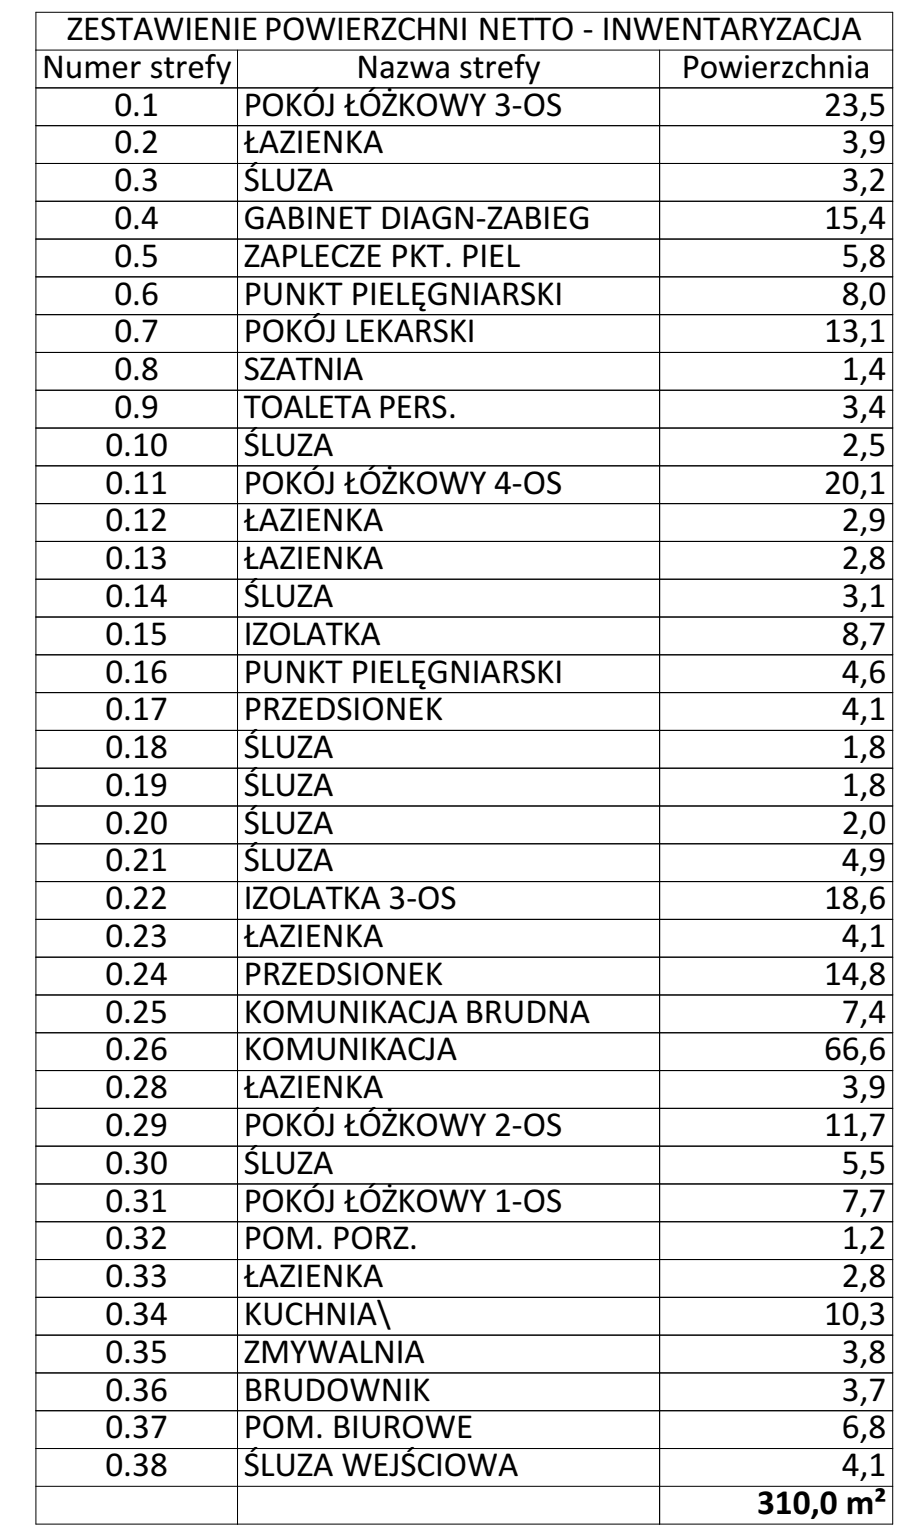 ZESTAWIENIE POWIERZCHNI NETTO - INWENTARYZACJA
Numer strefy Nazwa strefy Powierzchnia
0.1 POKÓJ ŁÓŻKOWY 3-OS 23,5
0.2 ŁAZIENKA 3,9
0.3 ŚLUZA 3,2
0.4 GABINET DIAGN-ZABIEG 15,4
0.5 ZAPLECZE PKT. PIEL 5,8
0.6 PUNKT PIELĘGNIARSKI 8,0
0.7 POKÓJ LEKARSKI 13,1
0.8 SZATNIA 1,4
0.9 TOALETA PERS. 3,4
0.10 ŚLUZA 2,5
0.11 POKÓJ ŁÓŻKOWY 4-OS 20,1
0.12 ŁAZIENKA 2,9
0.13 ŁAZIENKA 2,8
0.14 ŚLUZA 3,1
0.15 IZOLATKA 8,7
0.16 PUNKT PIELĘGNIARSKI 4,6
0.17 PRZEDSIONEK 4,1
0.18 ŚLUZA 1,8
0.19 ŚLUZA 1,8
0.20 ŚLUZA 2,0
0.21 ŚLUZA 4,9
0.22 IZOLATKA 3-OS 18,6
0.23 ŁAZIENKA 4,1
0.24 PRZEDSIONEK 14,8
0.25 KOMUNIKACJA BRUDNA 7,4
0.26 KOMUNIKACJA 66,6
0.28 ŁAZIENKA 3,9
0.29 POKÓJ ŁÓŻKOWY 2-OS 11,7
0.30 ŚLUZA 5,5
0.31 POKÓJ ŁÓŻKOWY 1-OS 7,7
0.32 POM. PORZ. 1,2
0.33 ŁAZIENKA 2,8
0.34 KUCHNIA\ 10,3
0.35 ZMYWALNIA 3,8
0.36 BRUDOWNIK 3,7
0.37 POM. BIUROWE 6,8
0.38 ŚLUZA WEJŚCIOWA 4,1
310,0 m²